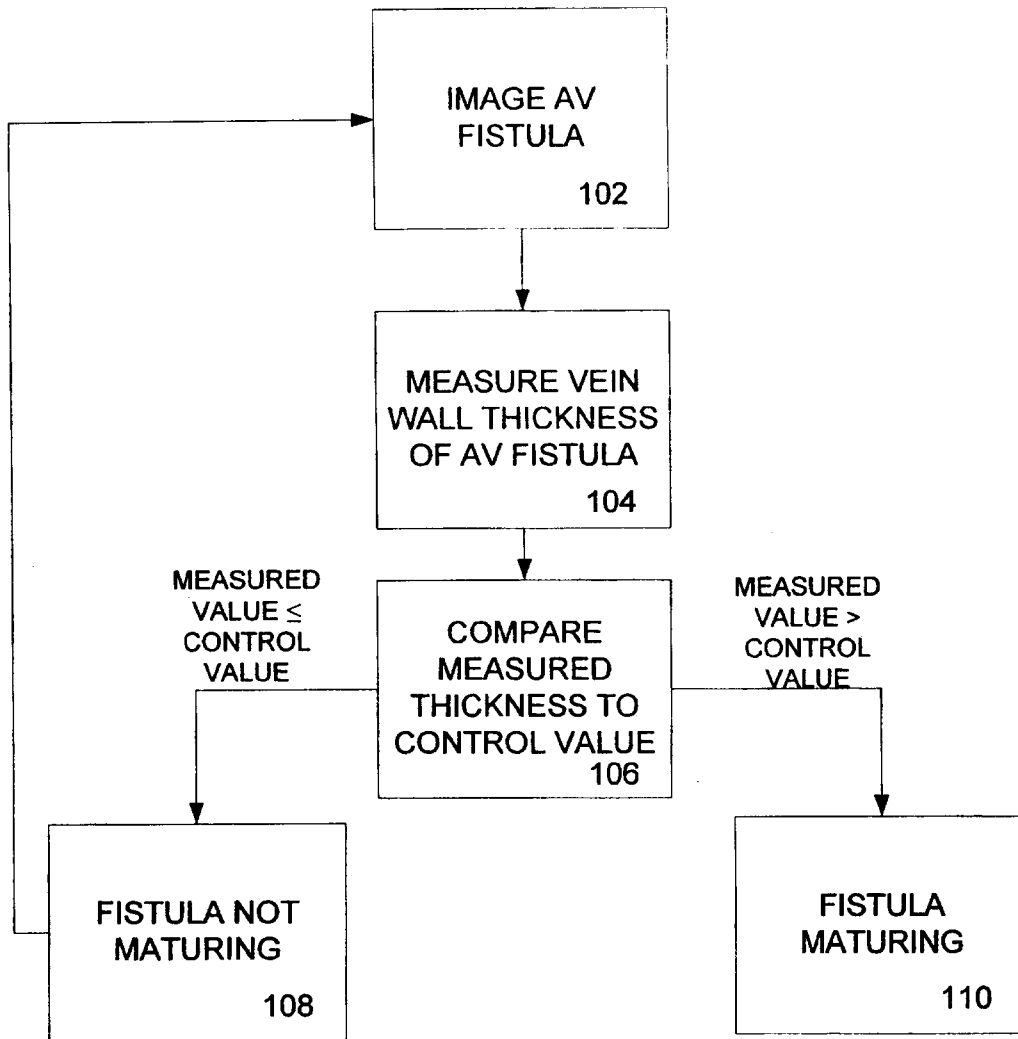 IMAGE AV
FISTULA
102
MEASURE VEIN
WALL THICKNESS
OF AV FISTULA
104
MEASURED
VALUE ≤
CONTROL
VALUE
MEASURED
VALUE >
CONTROL
VALUE
COMPARE
MEASURED
THICKNESS TO
CONTROL VALUE
106
FISTULA NOT
MATURING
108
FISTULA
MATURING
110